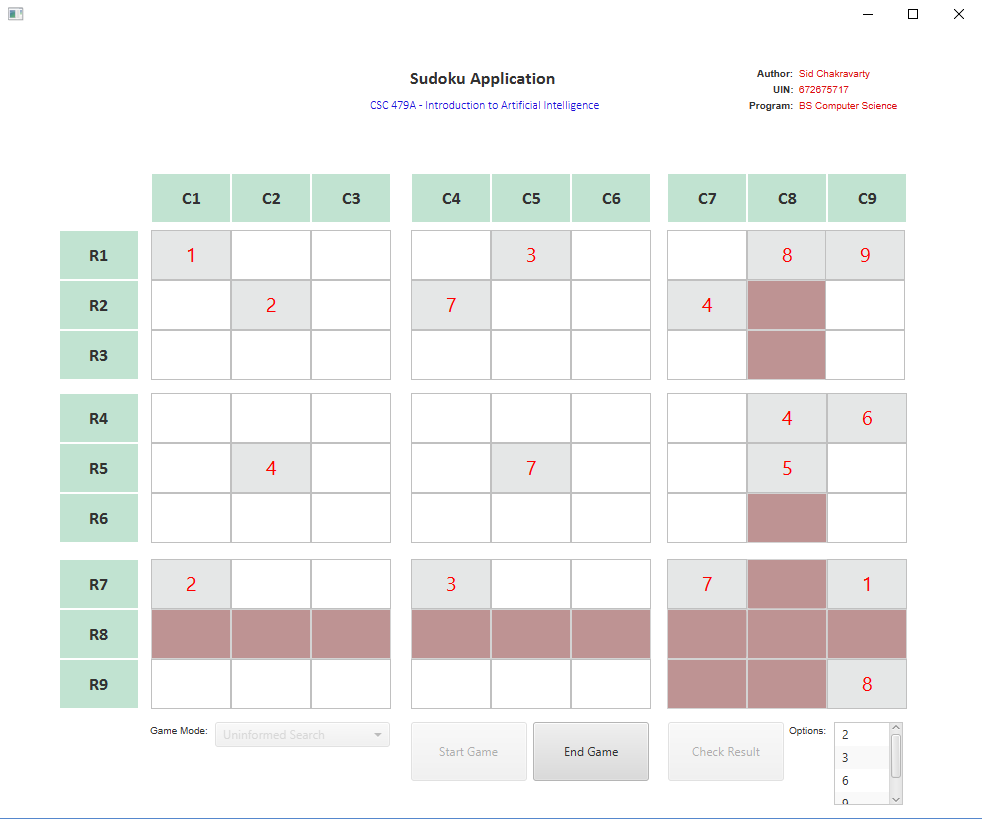 Sudoku Application
CSC 479A - Introduction to Artificial Intelligence
Author: Sid Chakravarty
UIN: 672675717
Program: BS Computer Science
C1 C2 C3 C4 C5 C6 C7 C8 C9
R1 1 3 8 9
R2 2 7 4
R3
R4 4 6
R5 4 7 5
R6
R7 2 3 7 1
R8
R9 8
Game Mode: Uninformed Search
Start Game
End Game
Check Result
Options:
2
3
6
9